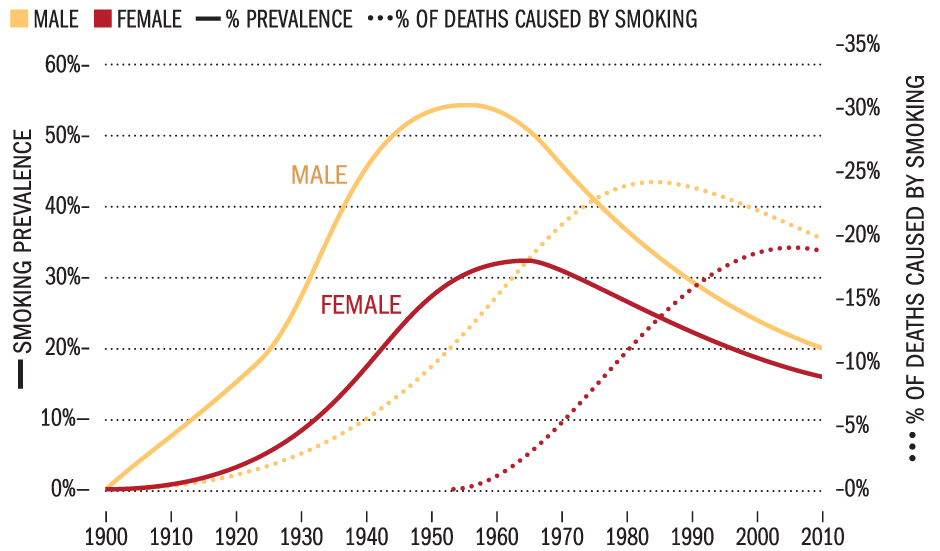 MALE FEMALE % PREVALENCE % OF DEATHS CAUSED BY SMOKING
–35%
60%–
–30%
50%–
MALE
–25%
40%–
–20%
30%–
FEMALE
–15%
20%–
–10%
10%–
–5%
0%–
–0%
SMOKING PREVALENCE
% OF DEATHS CAUSED BY SMOKING
1900 1910 1920 1930 1940 1950 1960 1970 1980 1990 2000 2010